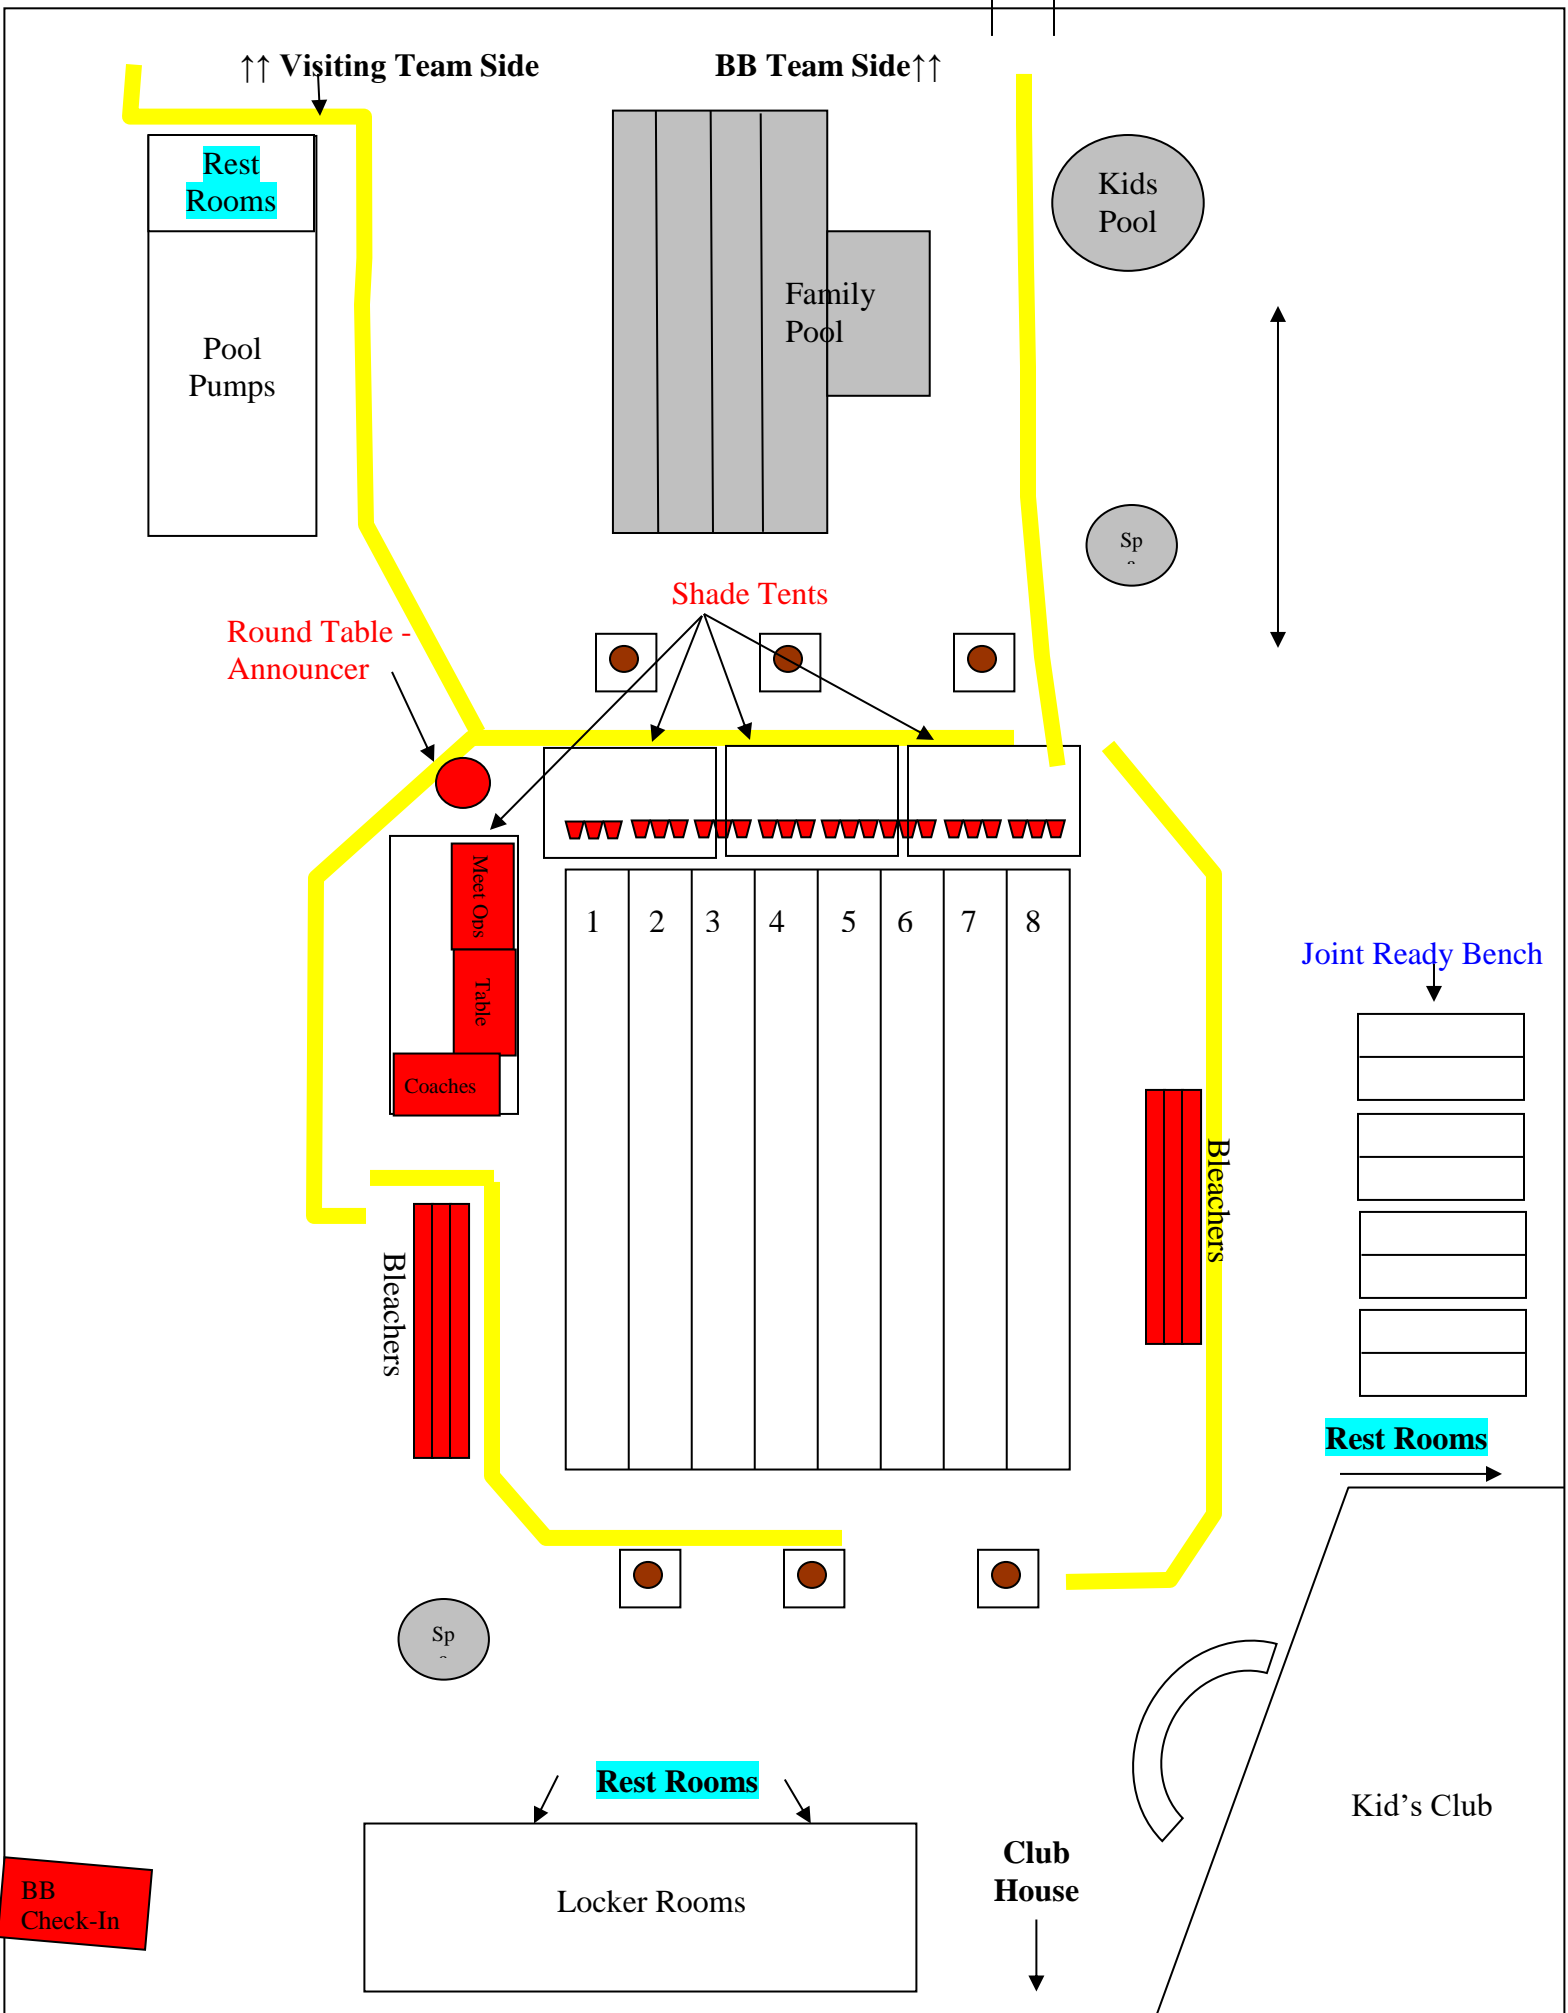 ↑↑ Visiting Team Side
BB Team Side↑↑
Rest
Rooms
Kids
Pool
Family
Pool
Pool
Pumps
Sp
Shade Tents
Round Table -
Announcer
Meet Ops
Table
Coaches
1 2 3 4 5 6 7 8
Joint Ready Bench
Bleachers
Bleachers
Rest Rooms
Sp
Rest Rooms
Kid’s Club
Club
House
Locker Rooms
BB
Check-In